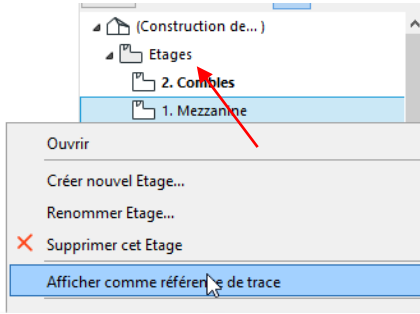 (Construction de... )
Etages
2. Combles
1. Mezzanine
Ouvrir
Créer nouvel Etage...
Renommer Etage...
Supprimer cet Etage
Afficher comme référence de trace